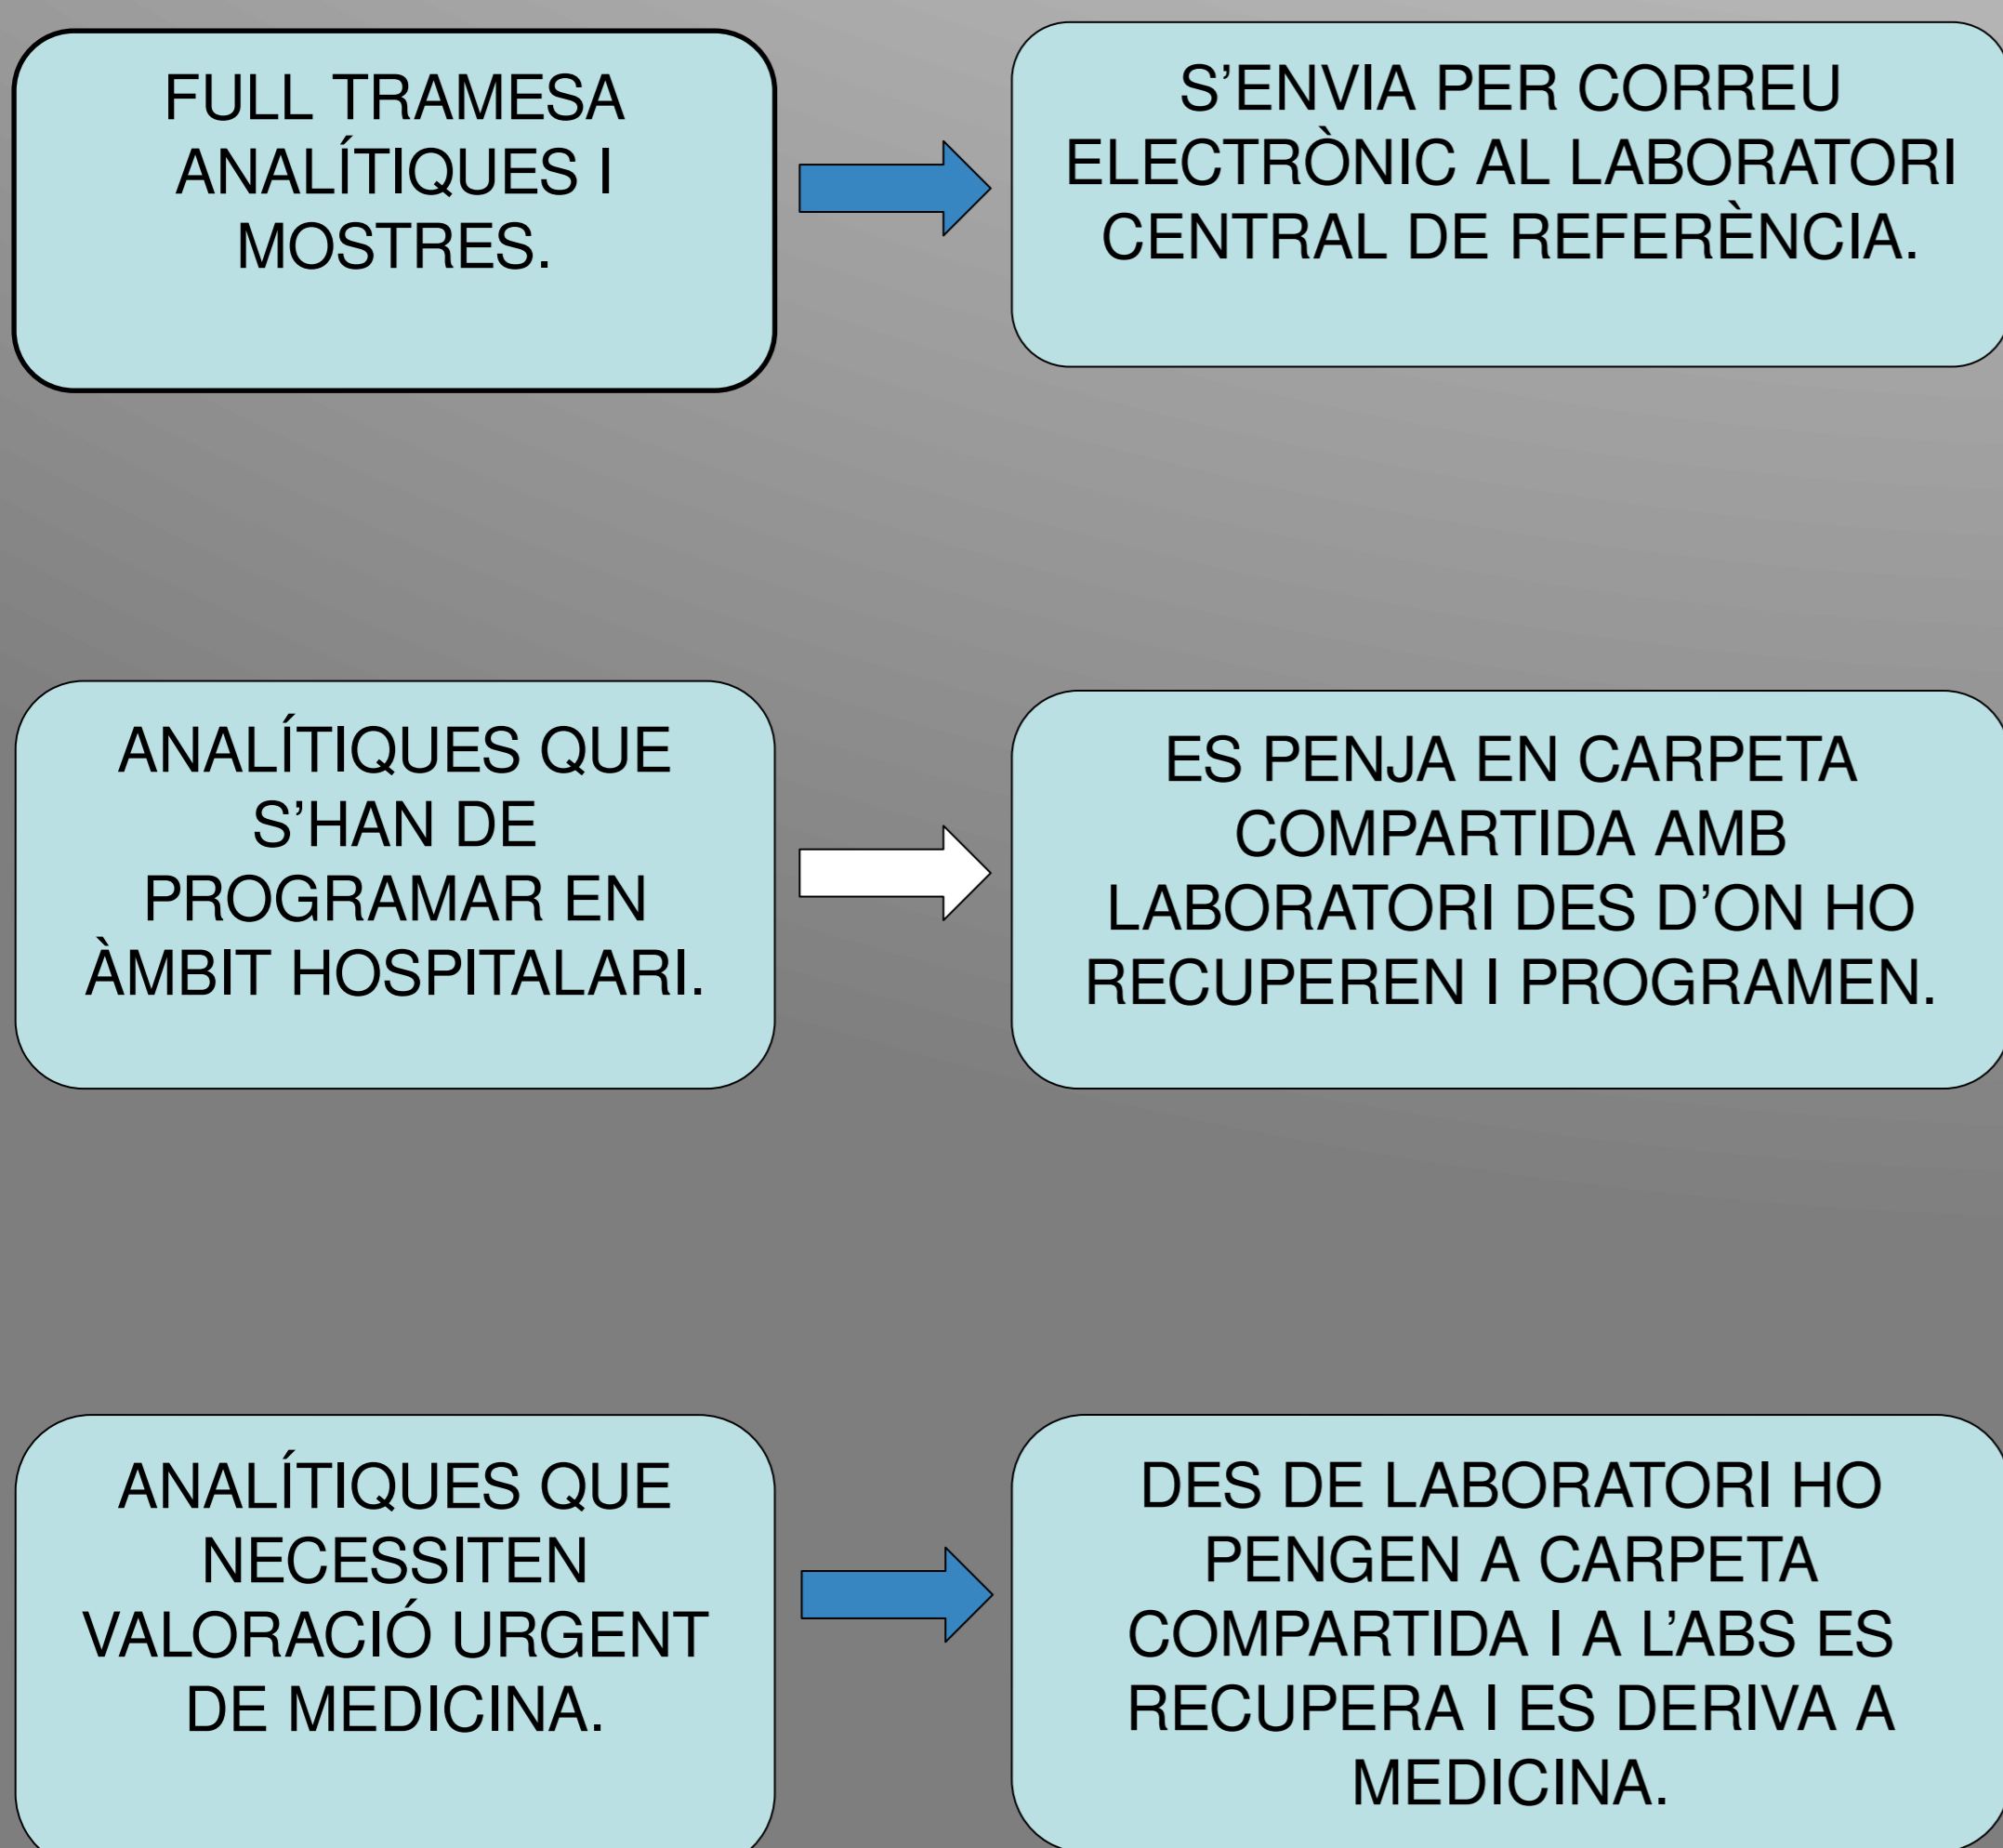 FULL TRAMESA
ANALÍTIQUES I
MOSTRES.
S’ENVIA PER CORREU
ELECTRÒNIC AL LABORATORI
CENTRAL DE REFERÈNCIA.
ANALÍTIQUES QUE
S’HAN DE
PROGRAMAR EN
ÀMBIT HOSPITALARI.
ES PENJA EN CARPETA
COMPARTIDA AMB
LABORATORI DES D’ON HO
RECUPEREN I PROGRAMEN.
ANALÍTIQUES QUE
NECESSITEN
VALORACIÓ URGENT
DE MEDICINA.
DES DE LABORATORI HO
PENGEN A CARPETA
COMPARTIDA I A L’ABS ES
RECUPERA I ES DERIVA A
MEDICINA.